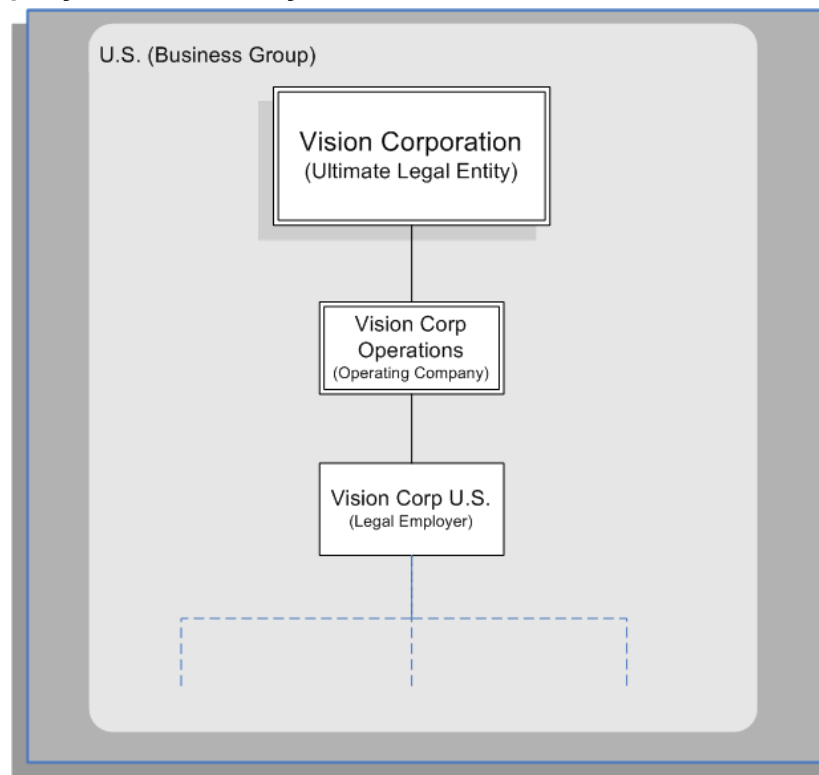 U.S. (Business Group)
Vision Corporation
(Ultimate Legal Entity)
Vision Corp
Operations
(Operating Company)
Vision Corp U.S.
(Legal Employer)